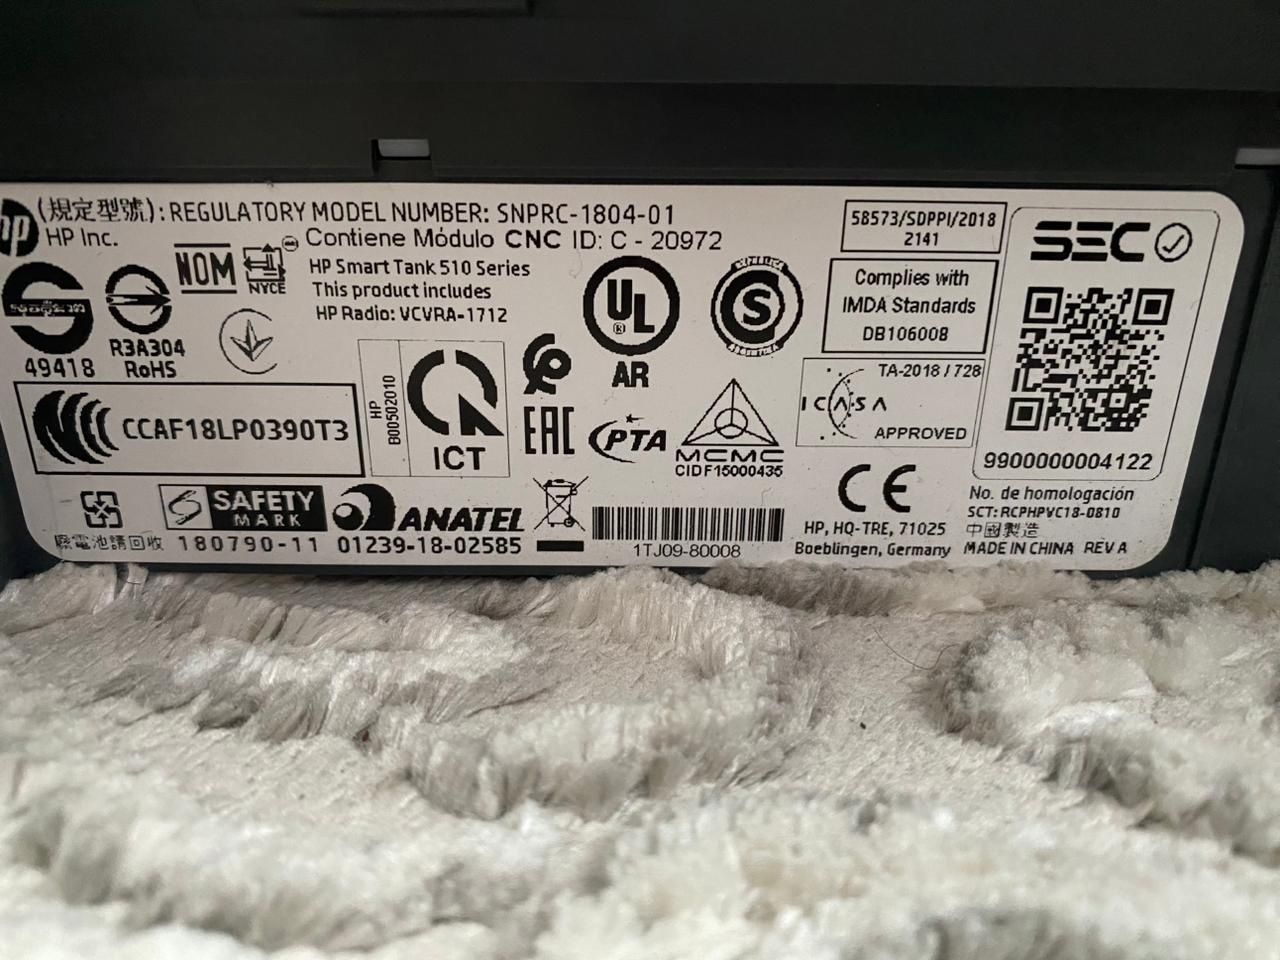 hp (規定型號): REGULATORY MODEL NUMBER: SNPRC-1804-01
HP Inc.
Contiene Módulo CNC ID: C - 20972
NOM
NYCE
HP Smart Tank 510 Series
This product includes
HP Radio: VCVRA-1712
49418
R3A304
RoHS
UL
®
AR
S
ARGENTINA
58573/SDPPI/2018
2141
Complies with
IMDA Standards
DB106008
SEC
9900000004122
CCAF18LP0390T3
HP
B00502010
ICT
EAC
PTA
MCMC
CIDF15000435
TA-2018 / 728
ICASA
APPROVED
廢電池請回收
SAFETY
MARK
180790-11
ANATEL
01239-18-02585
1TJ09-80008
CE
HP, HQ-TRE, 71025
Boeblingen, Germany
No. de homologación
SCT: RCPHPVC18-0810
中國製造
MADE IN CHINA REV A